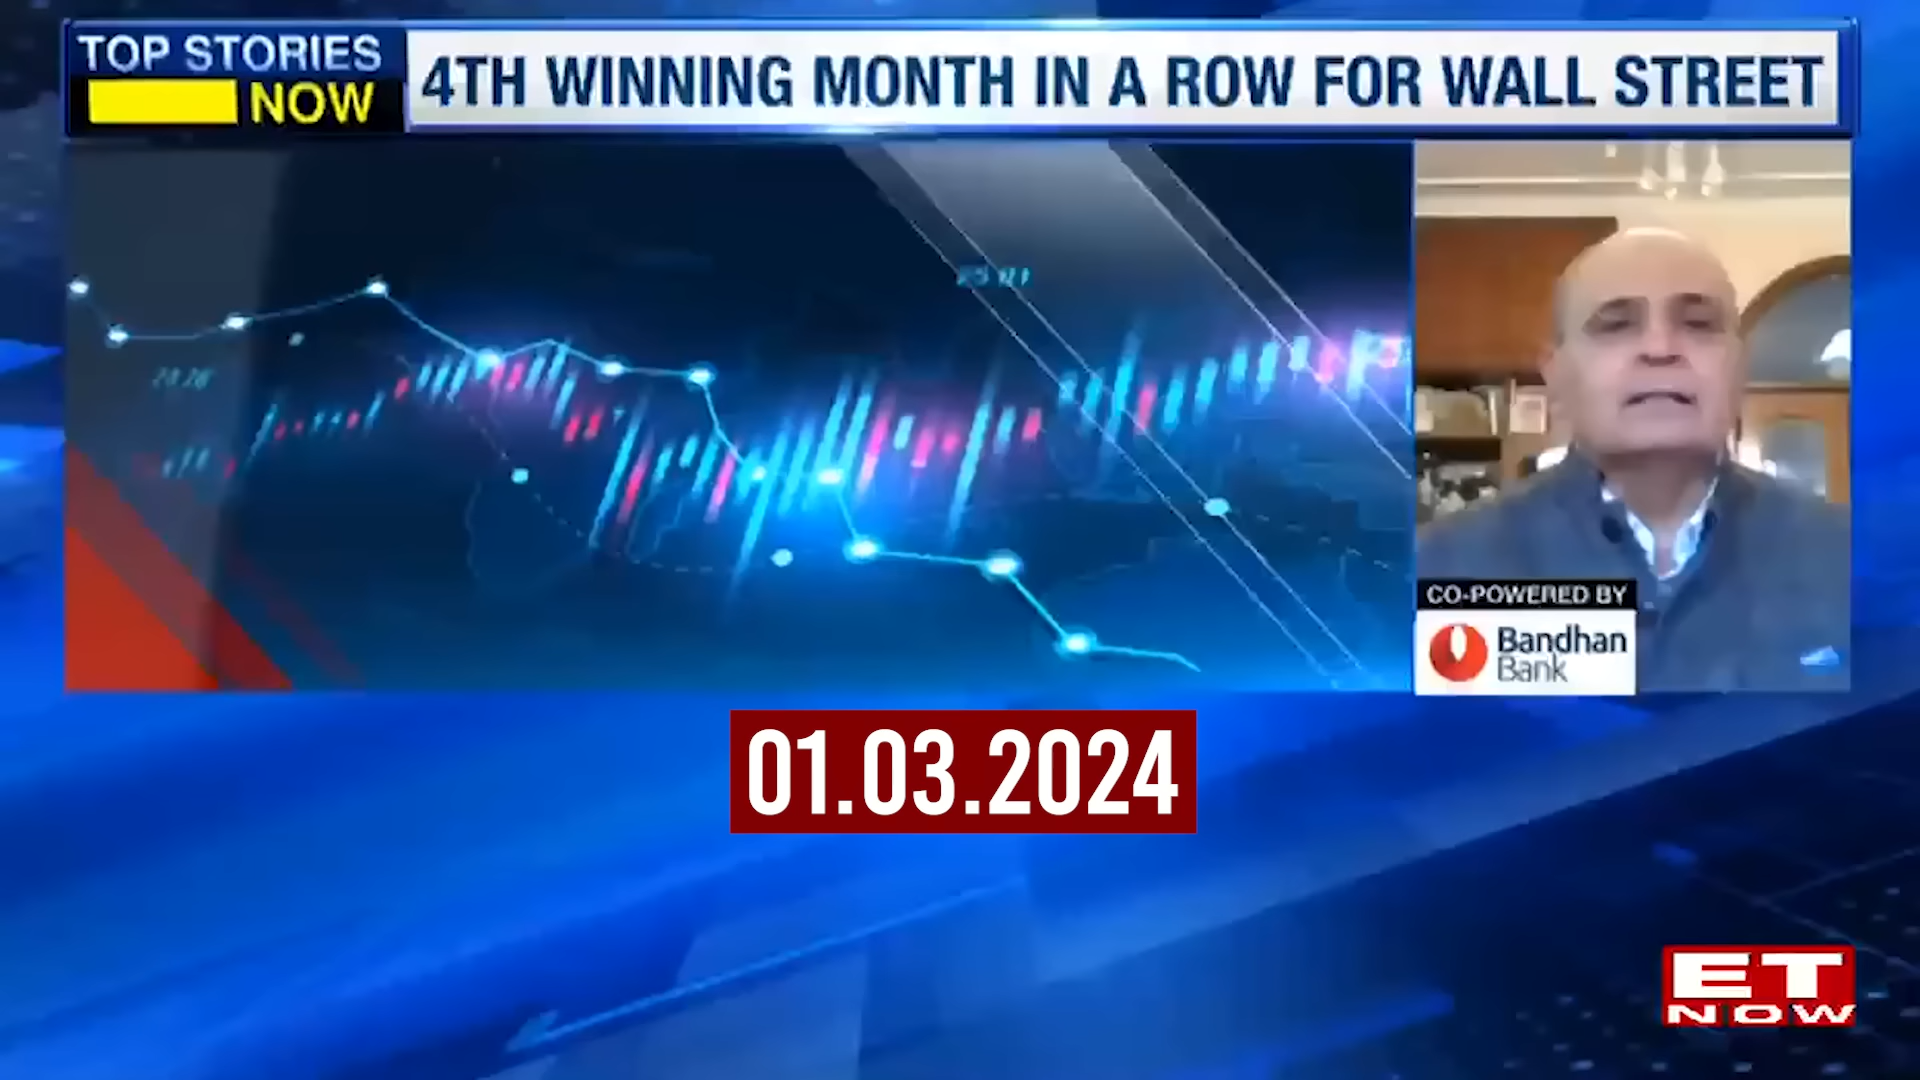 TOP STORIES
NOW
4TH WINNING MONTH IN A ROW FOR WALL STREET
CO-POWERED BY
Bandhan
Bank
01.03.2024
ET
NOW